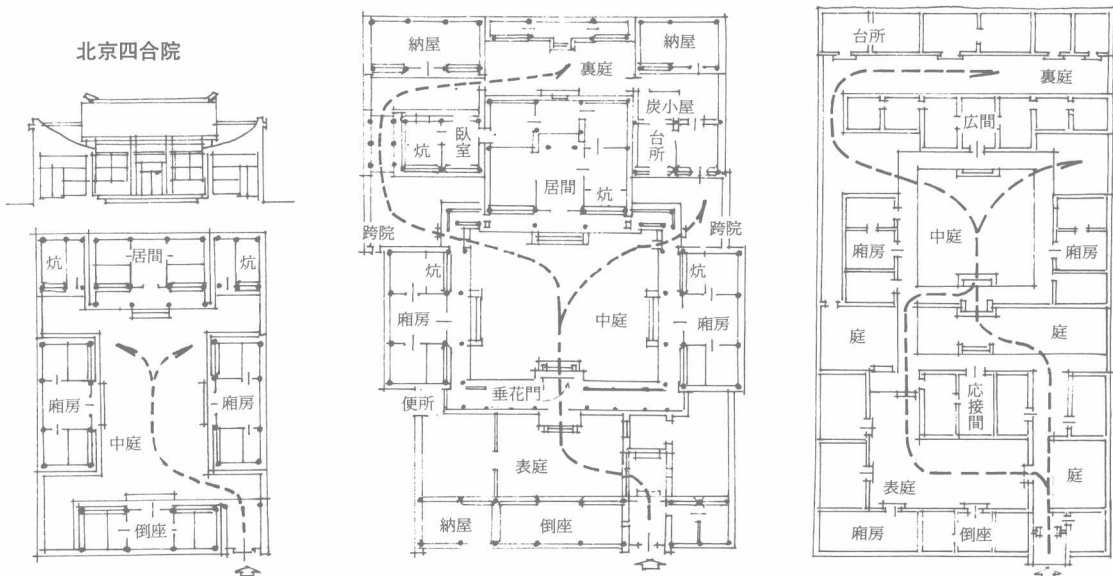 北京四合院
炕
居間
炕
廂房
廂房
中庭
倒座
納屋
納屋
裏庭
炭小屋
炕
臥室
台所
居間
炕
跨院
跨院
炕
炕
廂房
中庭
廂房
垂花門
便所
表庭
納屋
倒座
台所
裏庭
広間
中庭
廂房
廂房
庭
庭
応接間
表庭
庭
廂房
倒座